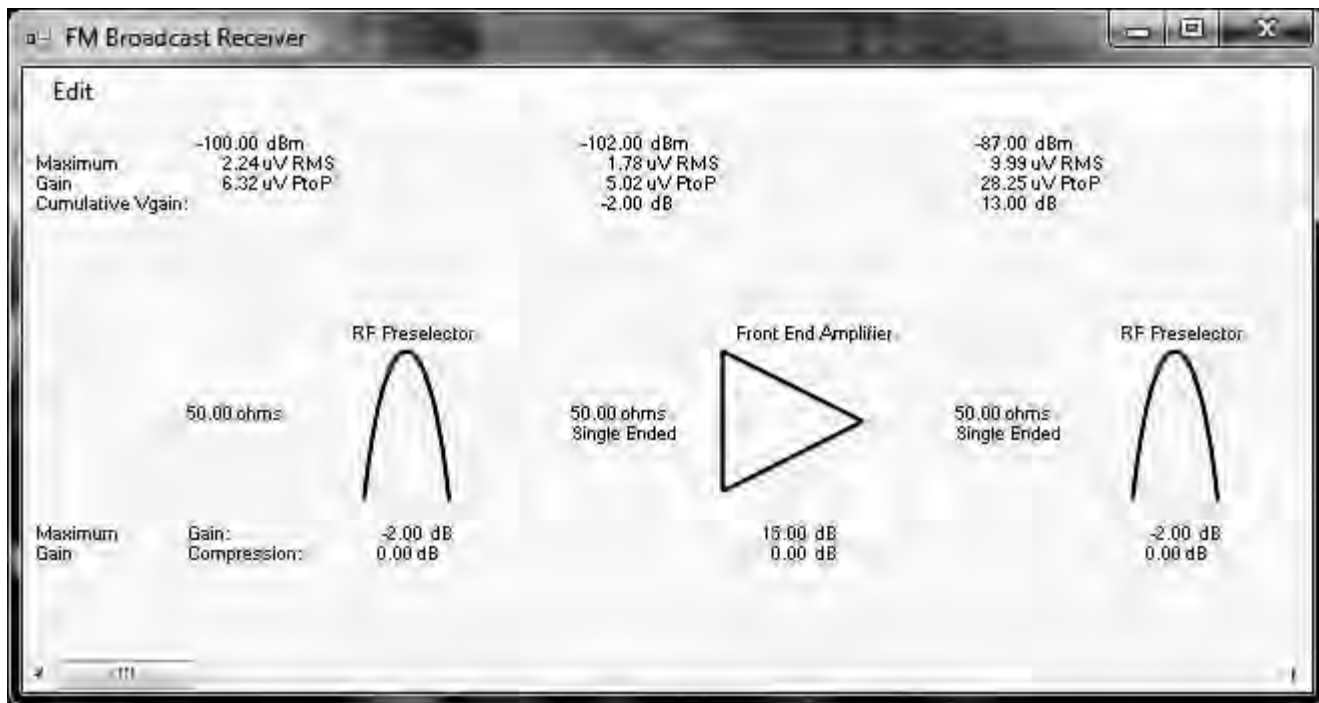 FM Broadcast Receiver
Edit
-100.00 dBm -102.00 dBm -87.00 dBm
Maximum 2.24 uV RMS 1.78 uV RMS 9.99 uV RMS
Gain 6.32 uV PtoP 5.02 uV PtoP 28.25 uV PtoP
Cumulative Vgain: -2.00 dB 13.00 dB
RF Preselector Front End Amplifier RF Preselector
50.00 ohms 50.00 ohms 50.00 ohms
Single Ended Single Ended
Maximum Gain: -2.00 dB 15.00 dB -2.00 dB
Gain Compression: 0.00 dB 0.00 dB 0.00 dB